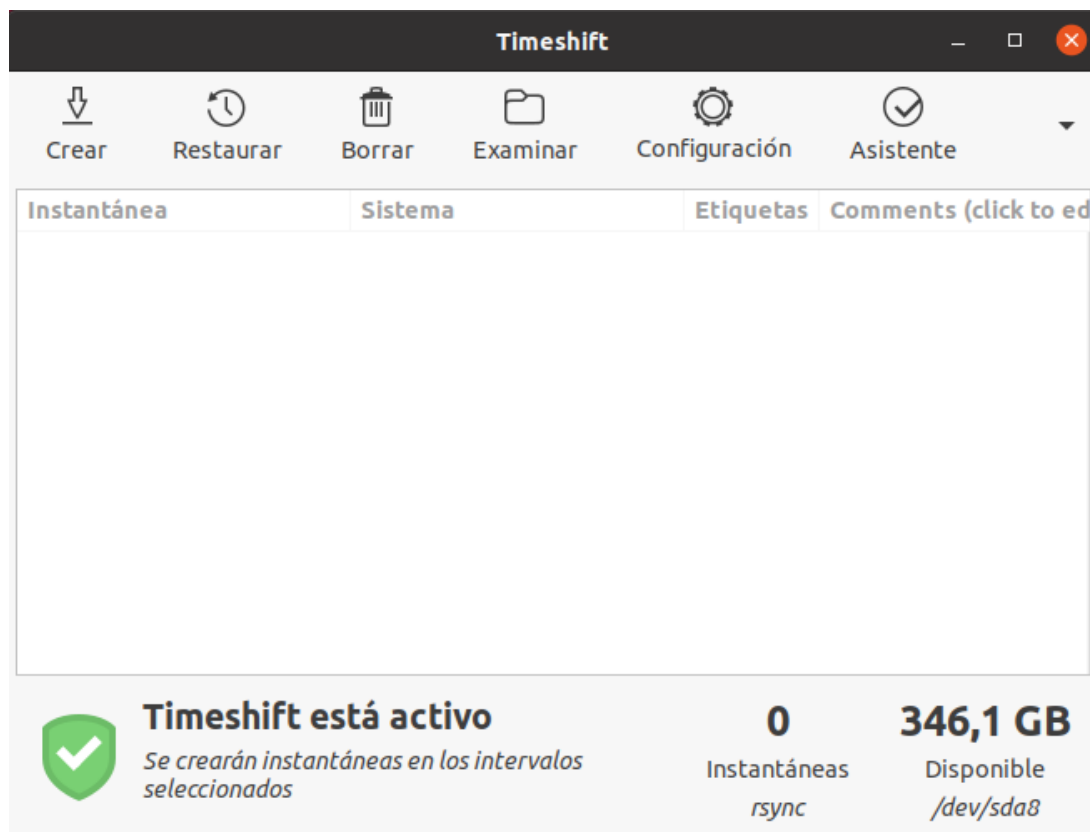 Timeshift
Crear Restaurar Borrar Examinar Configuración Asistente
Instantánea Sistema Etiquetas Comments (click to ed
Timeshift está activo
Se crearán instantáneas en los intervalos
seleccionados
0
Instantáneas
rsync
346,1 GB
Disponible
/dev/sda8